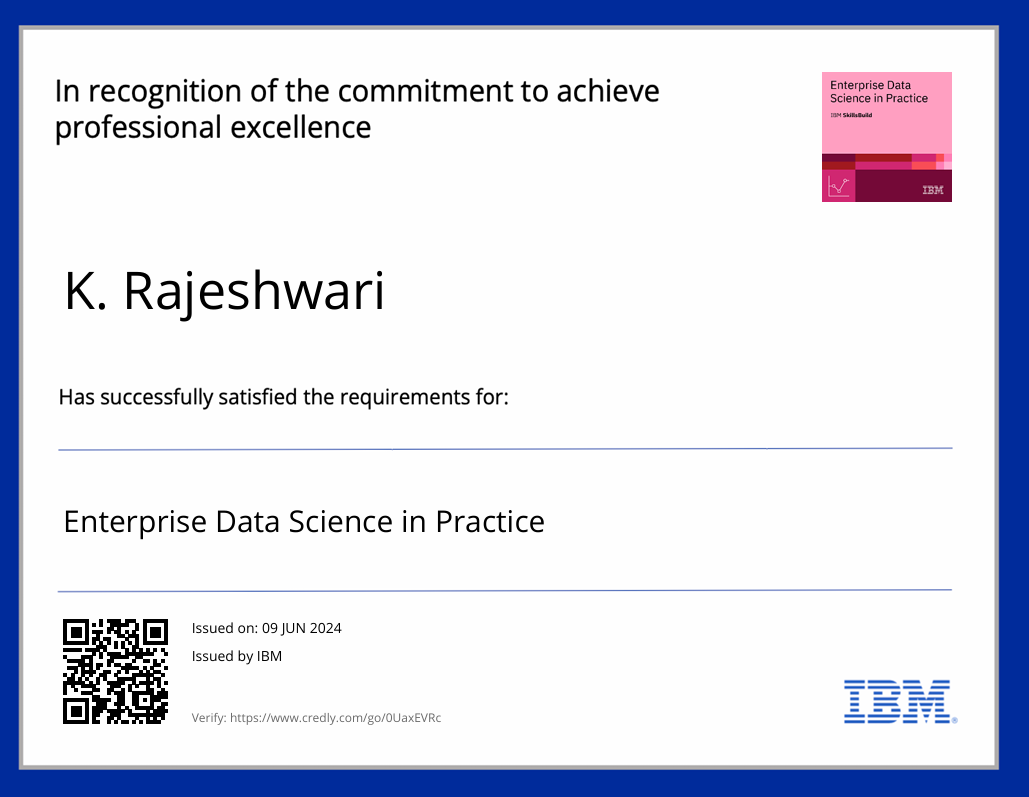 In recognition of the commitment to achieve
professional excellence
Enterprise Data
Science in Practice
IBM SkillsBuild
IBM
K. Rajeshwari
Has successfully satisfied the requirements for:
Enterprise Data Science in Practice
Issued on: 09 JUN 2024
Issued by IBM
Verify: https://www.credly.com/go/0UaxEVRc
IBM®